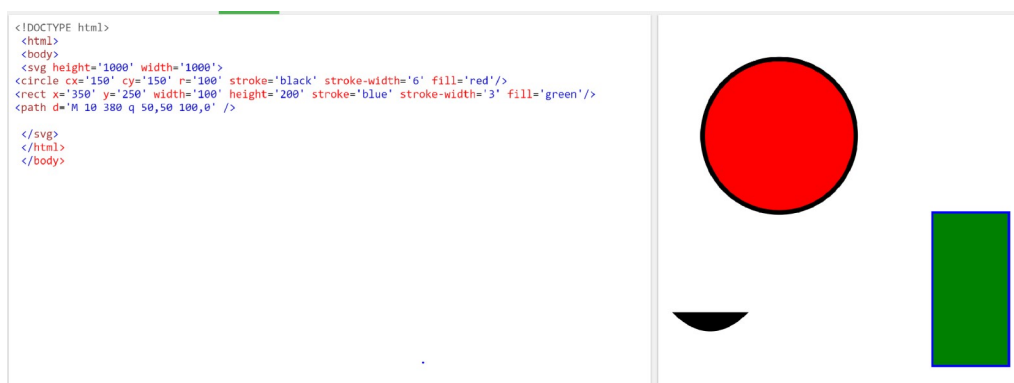 <!DOCTYPE html>
<html>
<body>
<svg height='1000' width='1000'>
<circle cx='150' cy='150' r='100' stroke='black' stroke-width='6' fill='red'/>
<rect x='350' y='250' width='100' height='200' stroke='blue' stroke-width='3' fill='green'/>
<path d='M 10 380 q 50,50 100,0' />
</svg>
</html>
</body>